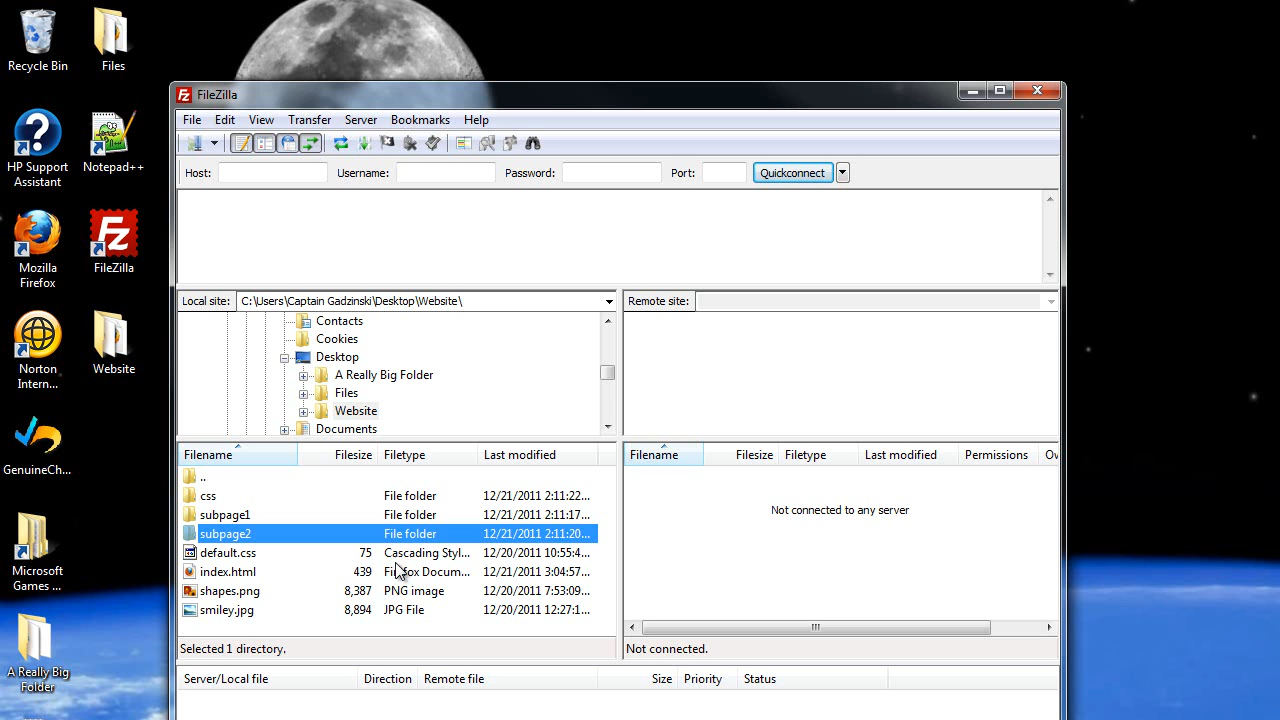 Recycle Bin
Files
HP Support
Assistant
Notepad++
Mozilla
Firefox
FileZilla
Norton
Intern...
Website
GenuineCh...
Microsoft
Games ...
A Really Big
Folder
FileZilla
File Edit View Transfer Server Bookmarks Help
Host: Username: Password: Port: Quickconnect
Local site: C:\Users\Captain Gadzinski\Desktop\Website\
Remote site:
Contacts
Cookies
Desktop
A Really Big Folder
Files
Website
Documents
Filename Filesize Filetype Last modified
..
css File folder 12/21/2011 2:11:22...
subpage1 File folder 12/21/2011 2:11:17...
subpage2 File folder 12/21/2011 2:11:20...
default.css 75 Cascading Styl... 12/20/2011 10:55:4...
index.html 439 Firefox Docum... 12/21/2011 3:04:57...
shapes.png 8,387 PNG image 12/20/2011 7:53:09...
smiley.jpg 8,894 JPG File 12/20/2011 12:27:1...
Selected 1 directory.
Filename Filesize Filetype Last modified Permissions Ow
Not connected to any server
Not connected.
Server/Local file Direction Remote file Size Priority Status